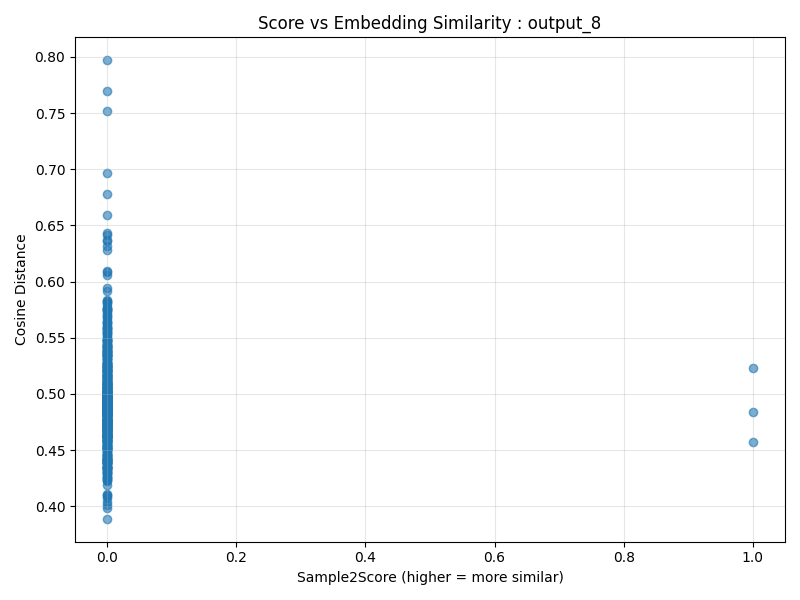 Score vs Embedding Similarity : output_8
0.80
0.75
0.70
0.65
0.60
0.55
0.50
0.45
0.40
Cosine Distance
0.0 0.2 0.4 0.6 0.8 1.0
Sample2Score (higher = more similar)